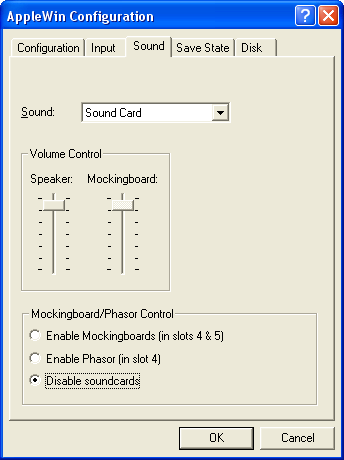 AppleWin Configuration
Configuration Input Sound Save State Disk
Sound: Sound Card
Volume Control
Speaker: Mockingboard:
Mockingboard/Phasor Control
Enable Mockingboards (in slots 4 & 5)
Enable Phasor (in slot 4)
Disable soundcards
OK Cancel